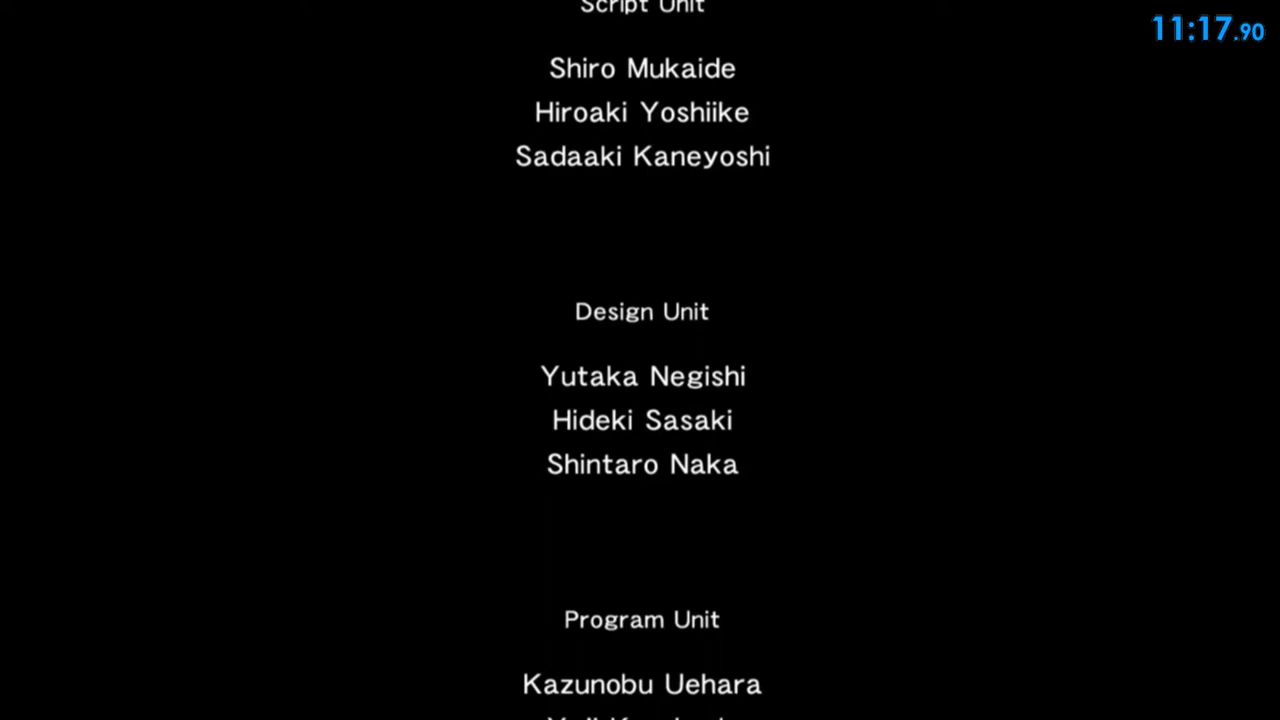 Script Unit
11:17.90
Shiro Mukaide
Hiroaki Yoshiike
Sadaaki Kaneyoshi
Design Unit
Yutaka Negishi
Hideki Sasaki
Shintaro Naka
Program Unit
Kazunobu Uehara